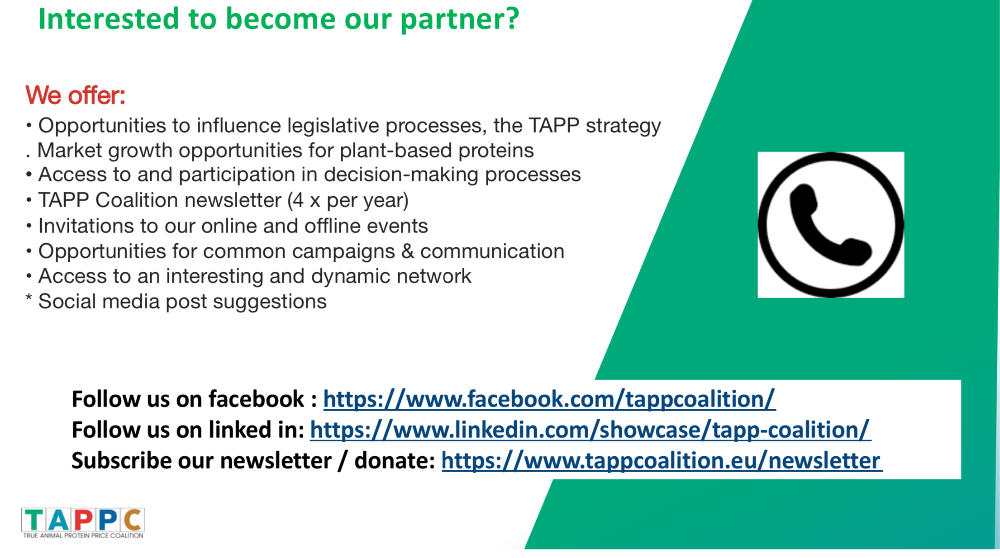 Interested to become our partner?
We offer:
• Opportunities to influence legislative processes, the TAPP strategy
. Market growth opportunities for plant-based proteins
• Access to and participation in decision-making processes
• TAPP Coalition newsletter (4 x per year)
• Invitations to our online and offline events
• Opportunities for common campaigns & communication
• Access to an interesting and dynamic network
* Social media post suggestions
Follow us on facebook : https://www.facebook.com/tappcoalition/
Follow us on linked in: https://www.linkedin.com/showcase/tapp-coalition/
Subscribe our newsletter / donate: https://www.tappcoalition.eu/newsletter
TAPPC
TRUE ANIMAL PROTEIN PRICE COALITION